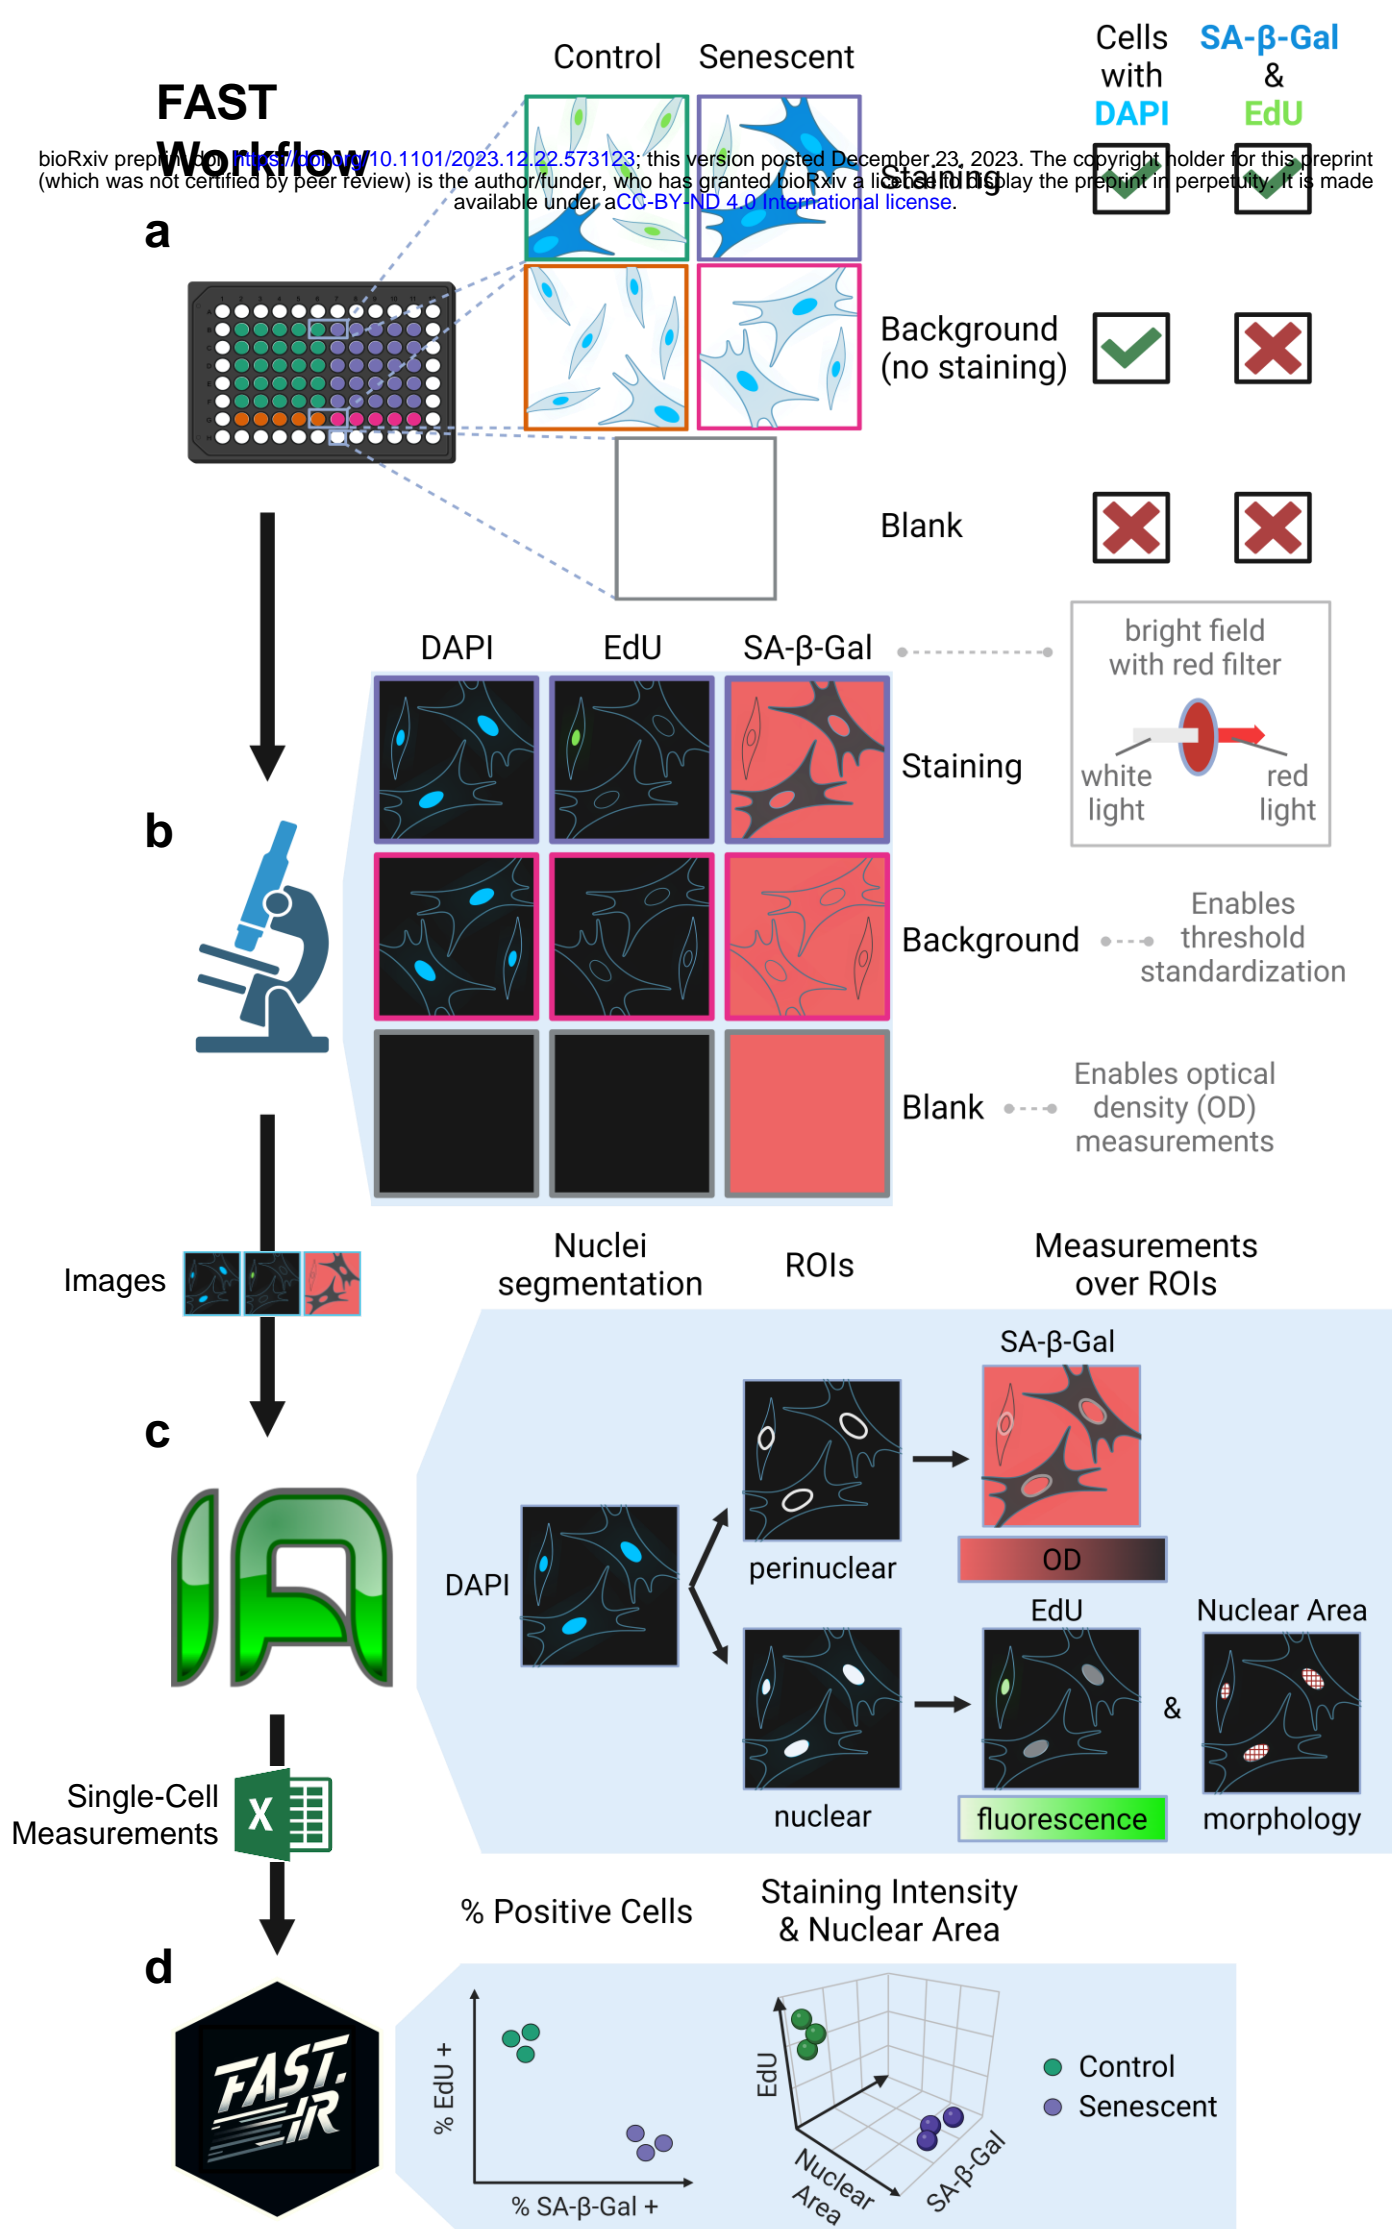 FAST
Workflow
Control
Senescent
Cells
with
DAPI
SA-β-Gal
&
EdU
bioRxiv preprint doi: https://doi.org/10.1101/2023.12.22.573123; this version posted December 23, 2023. The copyright holder for this preprint
(which was not certified by peer review) is the author/funder, who has granted bioRxiv a license to display the preprint in perpetuity. It is made
available under aCC-BY-ND 4.0 International license.
Staining
a
Background
(no staining)
Blank
DAPI
EdU
SA-β-Gal
bright field
with red filter
white
light
red
light
b
Staining
Background
Enables
threshold
standardization
Blank
Enables optical
density (OD)
measurements
Images
Nuclei
segmentation
ROIs
Measurements
over ROIs
c
SA-β-Gal
perinuclear
OD
DAPI
EdU
Nuclear Area
&
nuclear
fluorescence
morphology
Single-Cell
Measurements
X
d
% Positive Cells
Staining Intensity
& Nuclear Area
FAST.
R
% EdU +
% SA-β-Gal +
EdU
Nuclear
Area
SA-β-Gal
Control
Senescent